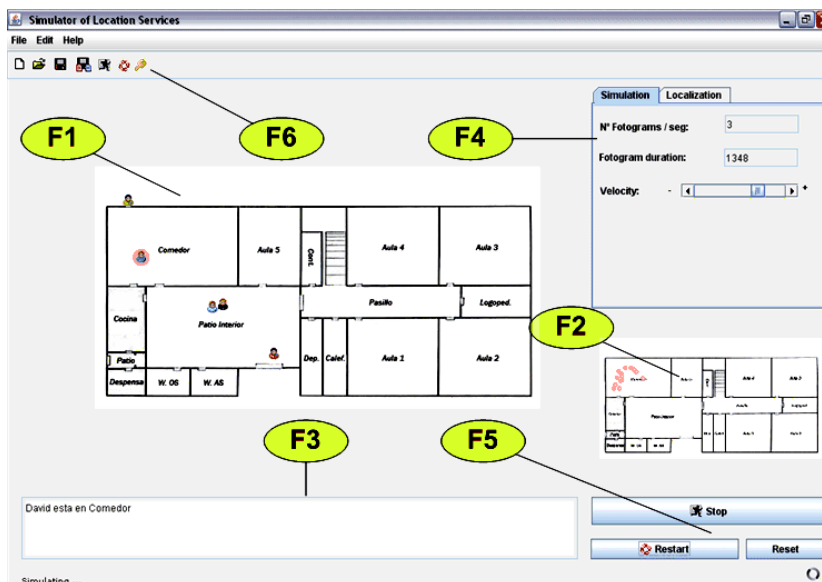 Simulator of Location Services
File Edit Help
F1
F6
F4
Simulation Localization
N° Fotograms / seg: 3
Fotogram duration: 1348
Velocity: - +
Comedor
Aula 5
Cont.
Aula 4
Aula 3
Cocina
Patio Interior
Pasillo
Logoped.
Patio
Despensa
W. OS
W. AS
Dep.
Calef.
Aula 1
Aula 2
F2
F3
F5
David esta en Comedor
Stop
Restart
Reset
Simulating